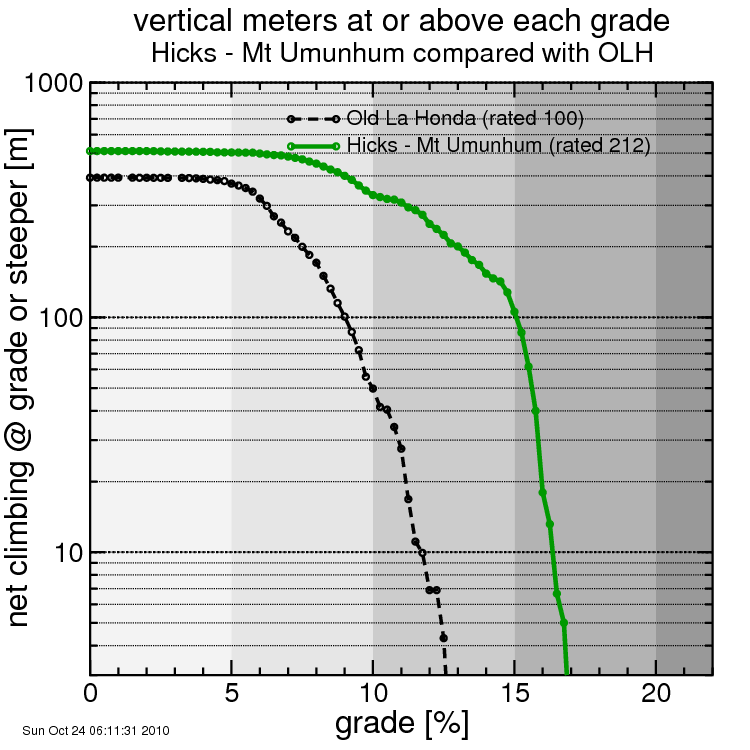 vertical meters at or above each grade
Hicks - Mt Umunhum compared with OLH
1000
Old La Honda (rated 100)
Hicks - Mt Umunhum (rated 212)
net climbing @ grade or steeper [m]
100
10
0 5 10 15 20
grade [%]
Sun Oct 24 06:11:31 2010